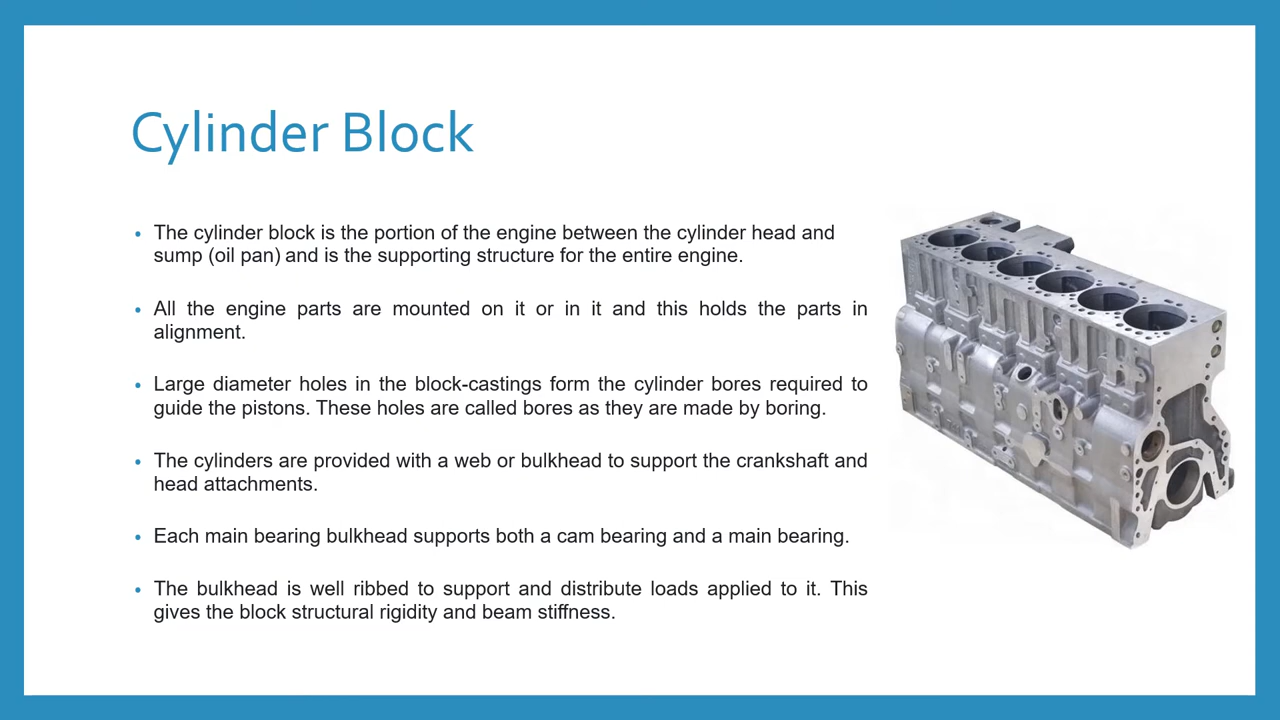 Cylinder Block
• The cylinder block is the portion of the engine between the cylinder head and
sump (oil pan) and is the supporting structure for the entire engine.
• All the engine parts are mounted on it or in it and this holds the parts in
alignment.
• Large diameter holes in the block-castings form the cylinder bores required to
guide the pistons. These holes are called bores as they are made by boring.
• The cylinders are provided with a web or bulkhead to support the crankshaft and
head attachments.
• Each main bearing bulkhead supports both a cam bearing and a main bearing.
• The bulkhead is well ribbed to support and distribute loads applied to it. This
gives the block structural rigidity and beam stiffness.